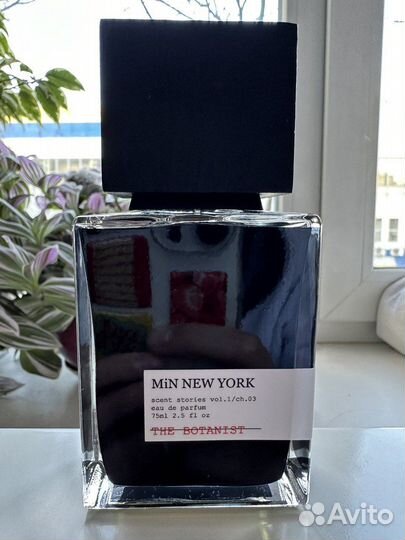 MiN NEW YORK
scent stories vol.1/ch.03
eau de parfum
75ml 2.5 fl oz
THE BOTANIST
Avito